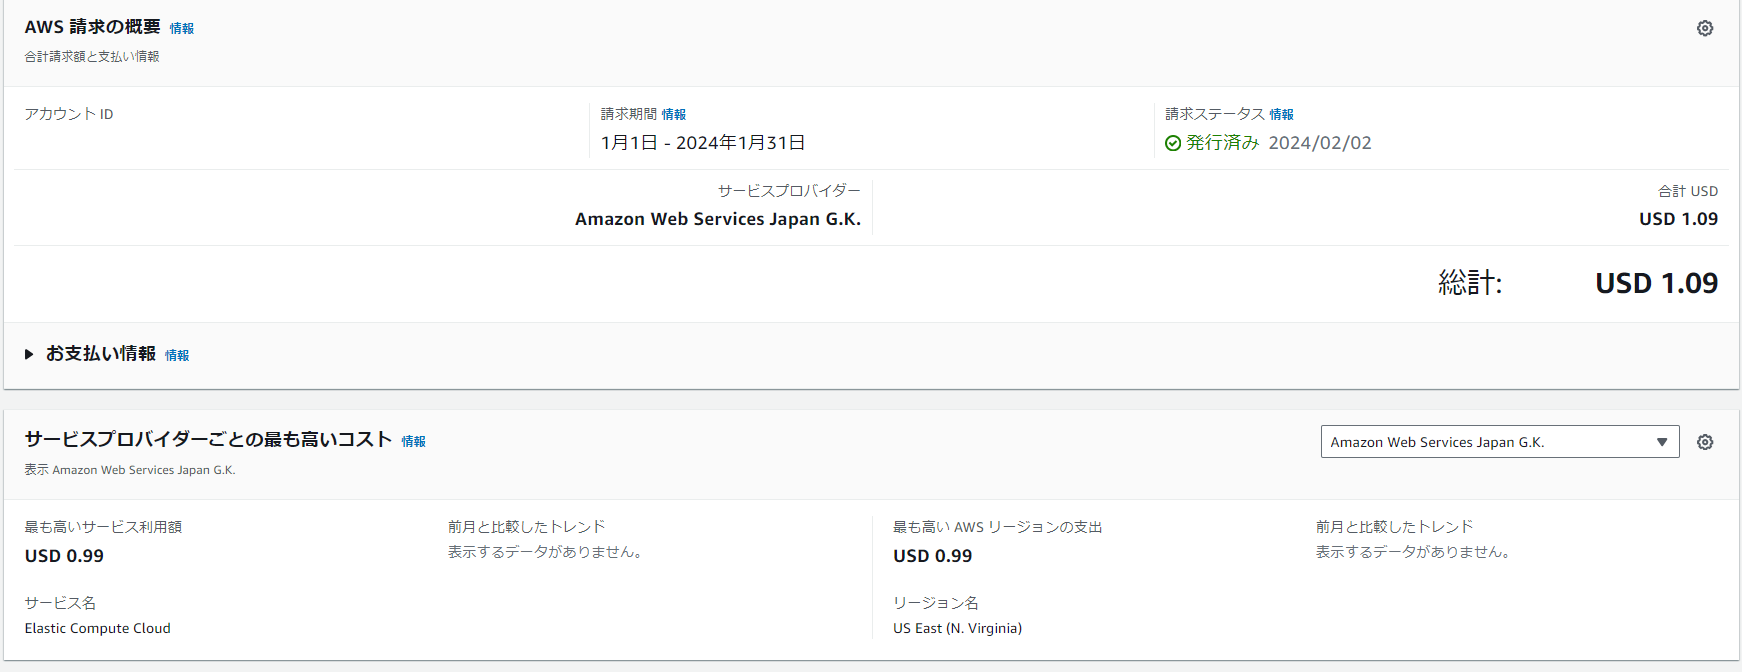 AWS 請求の概要 情報
合計請求額と支払い情報
アカウント ID
請求期間 情報
1月1日 - 2024年1月31日
請求ステータス 情報
発行済み 2024/02/02
サービスプロバイダー
Amazon Web Services Japan G.K.
合計 USD
USD 1.09
総計: USD 1.09
お支払い情報 情報
サービスプロバイダーごとの最も高いコスト 情報
表示 Amazon Web Services Japan G.K.
Amazon Web Services Japan G.K.
最も高いサービス利用額
USD 0.99
前月と比較したトレンド
表示するデータがありません。
サービス名
Elastic Compute Cloud
最も高い AWS リージョンの支出
USD 0.99
前月と比較したトレンド
表示するデータがありません。
リージョン名
US East (N. Virginia)